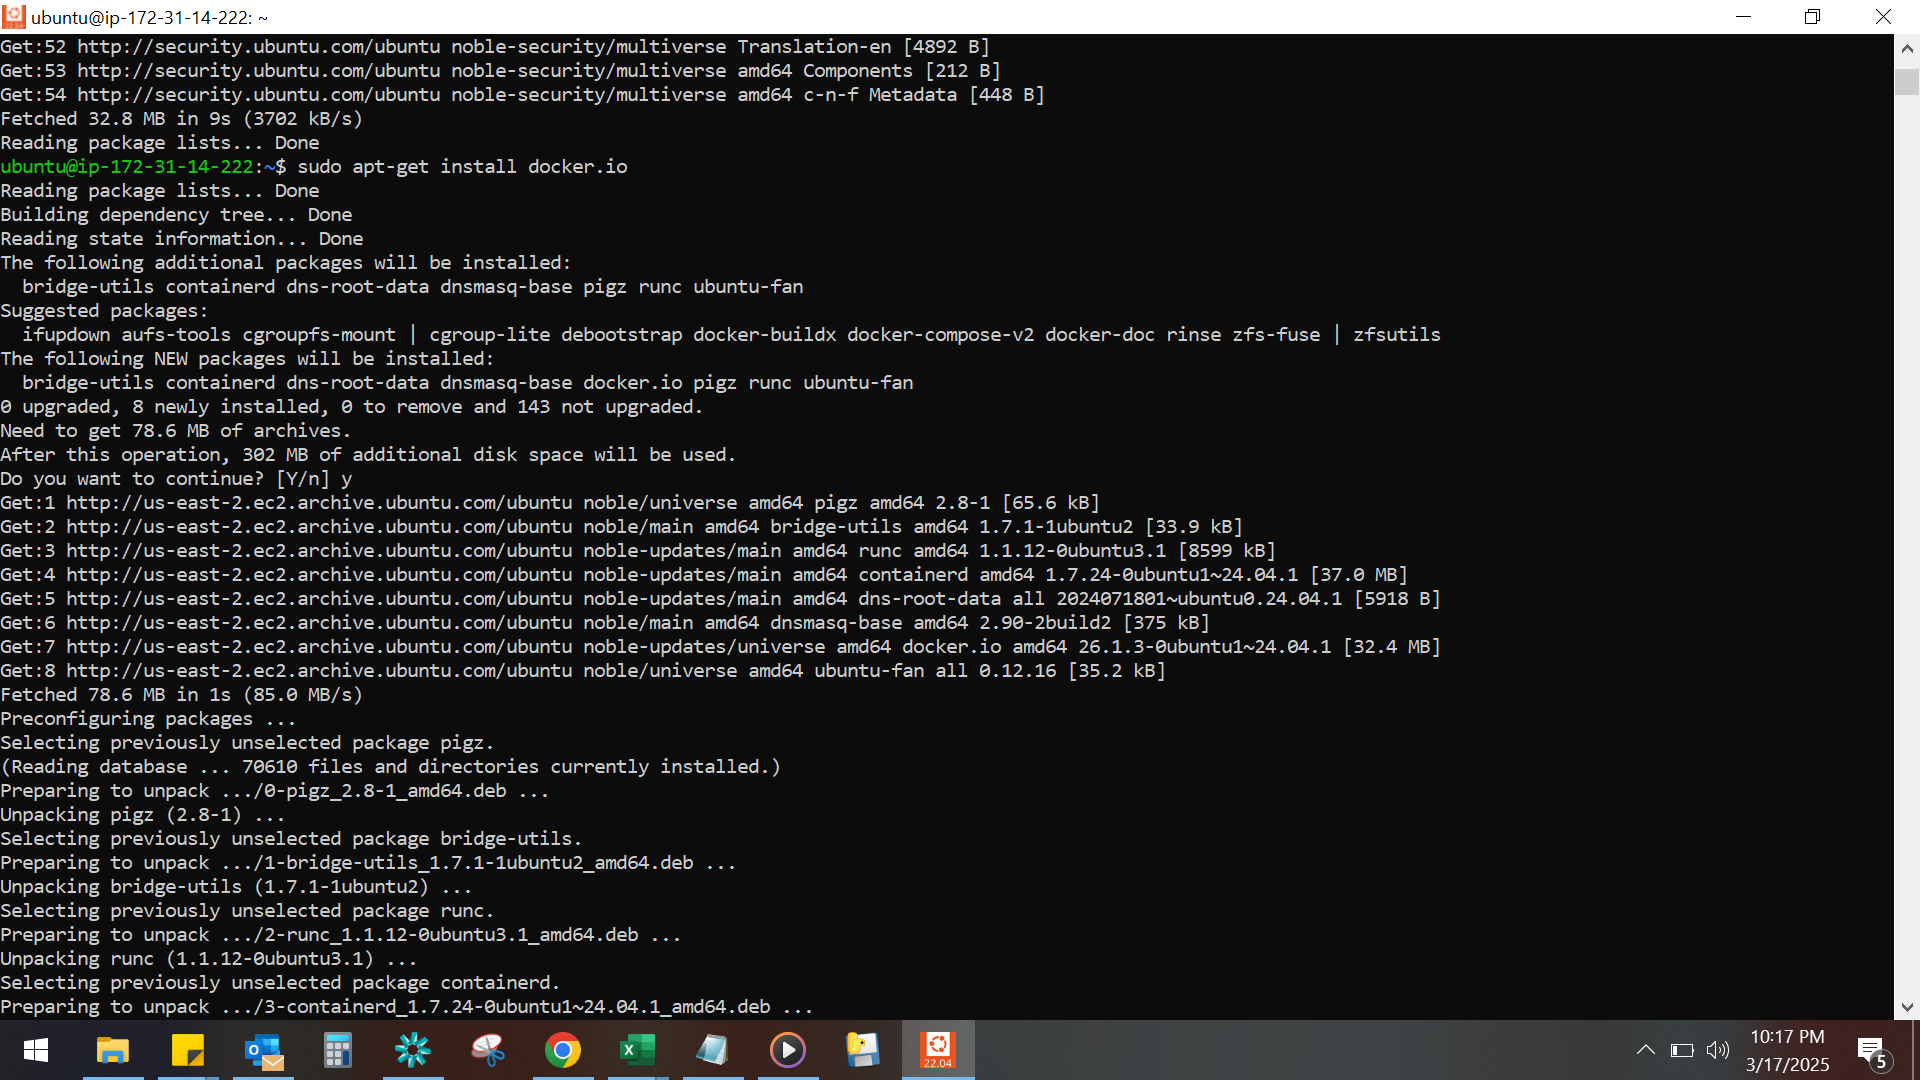 ubuntu@ip-172-31-14-222: ~
Get:52 http://security.ubuntu.com/ubuntu noble-security/multiverse Translation-en [4892 B]
Get:53 http://security.ubuntu.com/ubuntu noble-security/multiverse amd64 Components [212 B]
Get:54 http://security.ubuntu.com/ubuntu noble-security/multiverse amd64 c-n-f Metadata [448 B]
Fetched 32.8 MB in 9s (3702 kB/s)
Reading package lists... Done
ubuntu@ip-172-31-14-222:~$ sudo apt-get install docker.io
Reading package lists... Done
Building dependency tree... Done
Reading state information... Done
The following additional packages will be installed:
  bridge-utils containerd dns-root-data dnsmasq-base pigz runc ubuntu-fan
Suggested packages:
  ifupdown aufs-tools cgroupfs-mount | cgroup-lite debootstrap docker-buildx docker-compose-v2 docker-doc rinse zfs-fuse | zfsutils
The following NEW packages will be installed:
  bridge-utils containerd dns-root-data dnsmasq-base docker.io pigz runc ubuntu-fan
0 upgraded, 8 newly installed, 0 to remove and 143 not upgraded.
Need to get 78.6 MB of archives.
After this operation, 302 MB of additional disk space will be used.
Do you want to continue? [Y/n] y
Get:1 http://us-east-2.ec2.archive.ubuntu.com/ubuntu noble/universe amd64 pigz amd64 2.8-1 [65.6 kB]
Get:2 http://us-east-2.ec2.archive.ubuntu.com/ubuntu noble/main amd64 bridge-utils amd64 1.7.1-1ubuntu2 [33.9 kB]
Get:3 http://us-east-2.ec2.archive.ubuntu.com/ubuntu noble-updates/main amd64 runc amd64 1.1.12-0ubuntu3.1 [8599 kB]
Get:4 http://us-east-2.ec2.archive.ubuntu.com/ubuntu noble-updates/main amd64 containerd amd64 1.7.24-0ubuntu1~24.04.1 [37.0 MB]
Get:5 http://us-east-2.ec2.archive.ubuntu.com/ubuntu noble-updates/main amd64 dns-root-data all 2024071801~ubuntu0.24.04.1 [5918 B]
Get:6 http://us-east-2.ec2.archive.ubuntu.com/ubuntu noble/main amd64 dnsmasq-base amd64 2.90-2build2 [375 kB]
Get:7 http://us-east-2.ec2.archive.ubuntu.com/ubuntu noble-updates/universe amd64 docker.io amd64 26.1.3-0ubuntu1~24.04.1 [32.4 MB]
Get:8 http://us-east-2.ec2.archive.ubuntu.com/ubuntu noble/universe amd64 ubuntu-fan all 0.12.16 [35.2 kB]
Fetched 78.6 MB in 1s (85.0 MB/s)
Preconfiguring packages ...
Selecting previously unselected package pigz.
(Reading database ... 70610 files and directories currently installed.)
Preparing to unpack .../0-pigz_2.8-1_amd64.deb ...
Unpacking pigz (2.8-1) ...
Selecting previously unselected package bridge-utils.
Preparing to unpack .../1-bridge-utils_1.7.1-1ubuntu2_amd64.deb ...
Unpacking bridge-utils (1.7.1-1ubuntu2) ...
Selecting previously unselected package runc.
Preparing to unpack .../2-runc_1.1.12-0ubuntu3.1_amd64.deb ...
Unpacking runc (1.1.12-0ubuntu3.1) ...
Selecting previously unselected package containerd.
Preparing to unpack .../3-containerd_1.7.24-0ubuntu1~24.04.1_amd64.deb ...
22.04
10:17 PM
3/17/2025
5